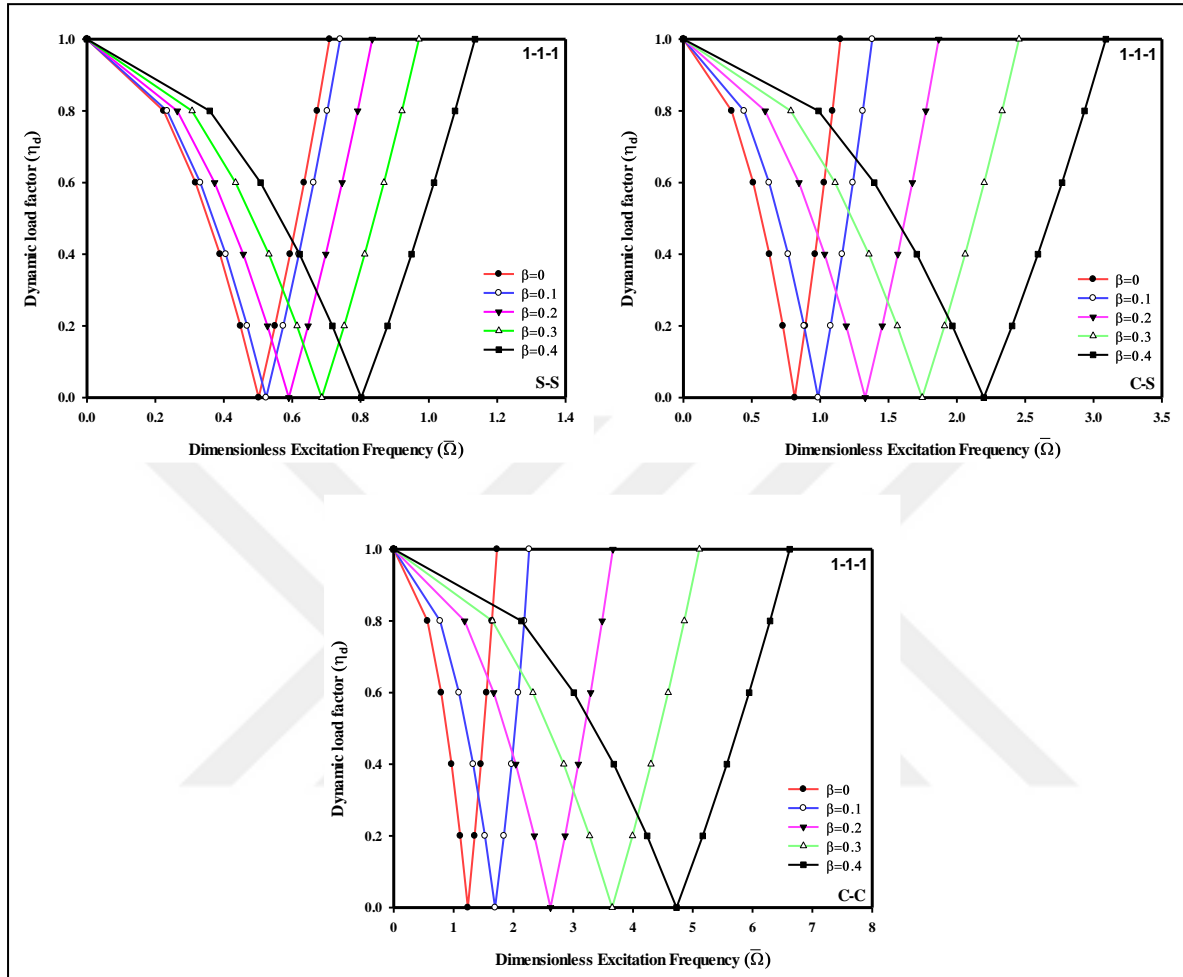 1-1-1
Dynamic load factor (ηd)
1.0
0.8
0.6
0.4
0.2
0.0
β=0
β=0.1
β=0.2
β=0.3
β=0.4
S-S
0.0 0.2 0.4 0.6 0.8 1.0 1.2 1.4
Dimensionless Excitation Frequency (Ω̅)
1-1-1
Dynamic load factor (ηd)
1.0
0.8
0.6
0.4
0.2
0.0
β=0
β=0.1
β=0.2
β=0.3
β=0.4
C-S
0.0 0.5 1.0 1.5 2.0 2.5 3.0 3.5
Dimensionless Excitation Frequency (Ω̅)
1-1-1
Dynamic load factor (ηd)
1.0
0.8
0.6
0.4
0.2
0.0
β=0
β=0.1
β=0.2
β=0.3
β=0.4
C-C
0 1 2 3 4 5 6 7 8
Dimensionless Excitation Frequency (Ω̅)